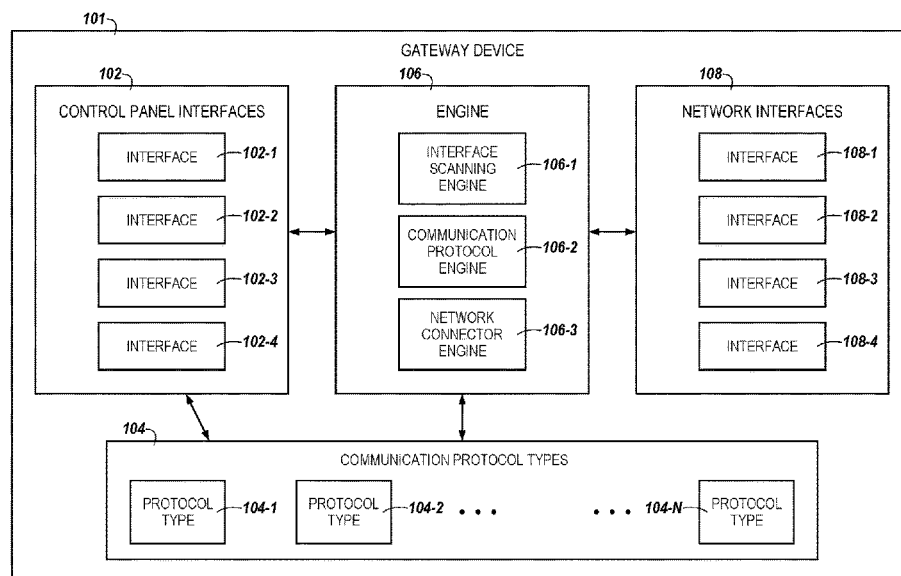 101
GATEWAY DEVICE
102
CONTROL PANEL INTERFACES
INTERFACE
102-1
INTERFACE
102-2
INTERFACE
102-3
INTERFACE
102-4
106
ENGINE
INTERFACE
SCANNING
ENGINE
106-1
COMMUNICATION
PROTOCOL
ENGINE
106-2
NETWORK
CONNECTOR
ENGINE
106-3
108
NETWORK INTERFACES
INTERFACE
108-1
INTERFACE
108-2
INTERFACE
108-3
INTERFACE
108-4
104
COMMUNICATION PROTOCOL TYPES
PROTOCOL
TYPE
104-1
PROTOCOL
TYPE
104-2
• • •
• • •
104-N
PROTOCOL
TYPE